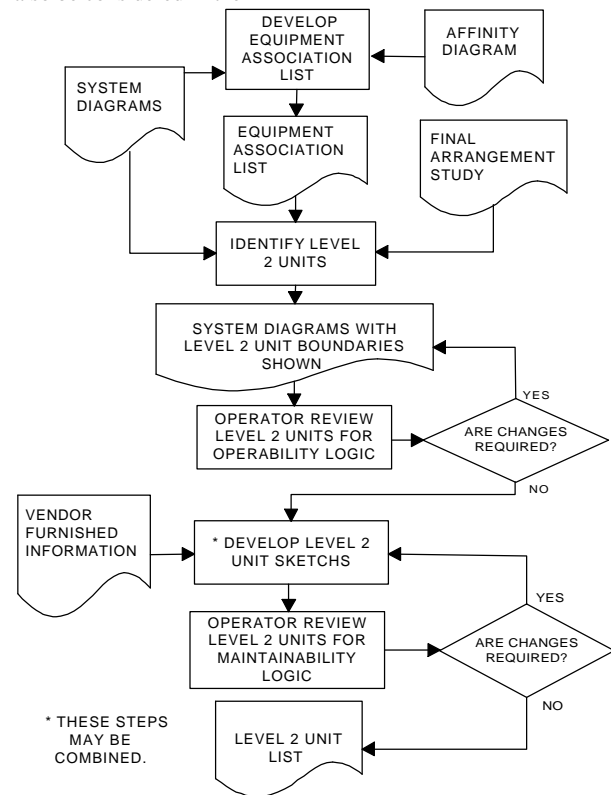 DEVELOP
EQUIPMENT
ASSOCIATION
LIST
AFFINITY
DIAGRAM
SYSTEM
DIAGRAMS
EQUIPMENT
ASSOCIATION
LIST
FINAL
ARRANGEMENT
STUDY
IDENTIFY LEVEL
2 UNITS
SYSTEM DIAGRAMS WITH
LEVEL 2 UNIT BOUNDARIES
SHOWN
YES
OPERATOR REVIEW
LEVEL 2 UNITS FOR
OPERABILITY LOGIC
ARE CHANGES
REQUIRED?
NO
VENDOR
FURNISHED
INFORMATION
* DEVELOP LEVEL 2
UNIT SKETCHS
YES
OPERATOR REVIEW
LEVEL 2 UNITS FOR
MAINTAINABILITY
LOGIC
ARE CHANGES
REQUIRED?
NO
* THESE STEPS
MAY BE
COMBINED.
LEVEL 2 UNIT
LIST